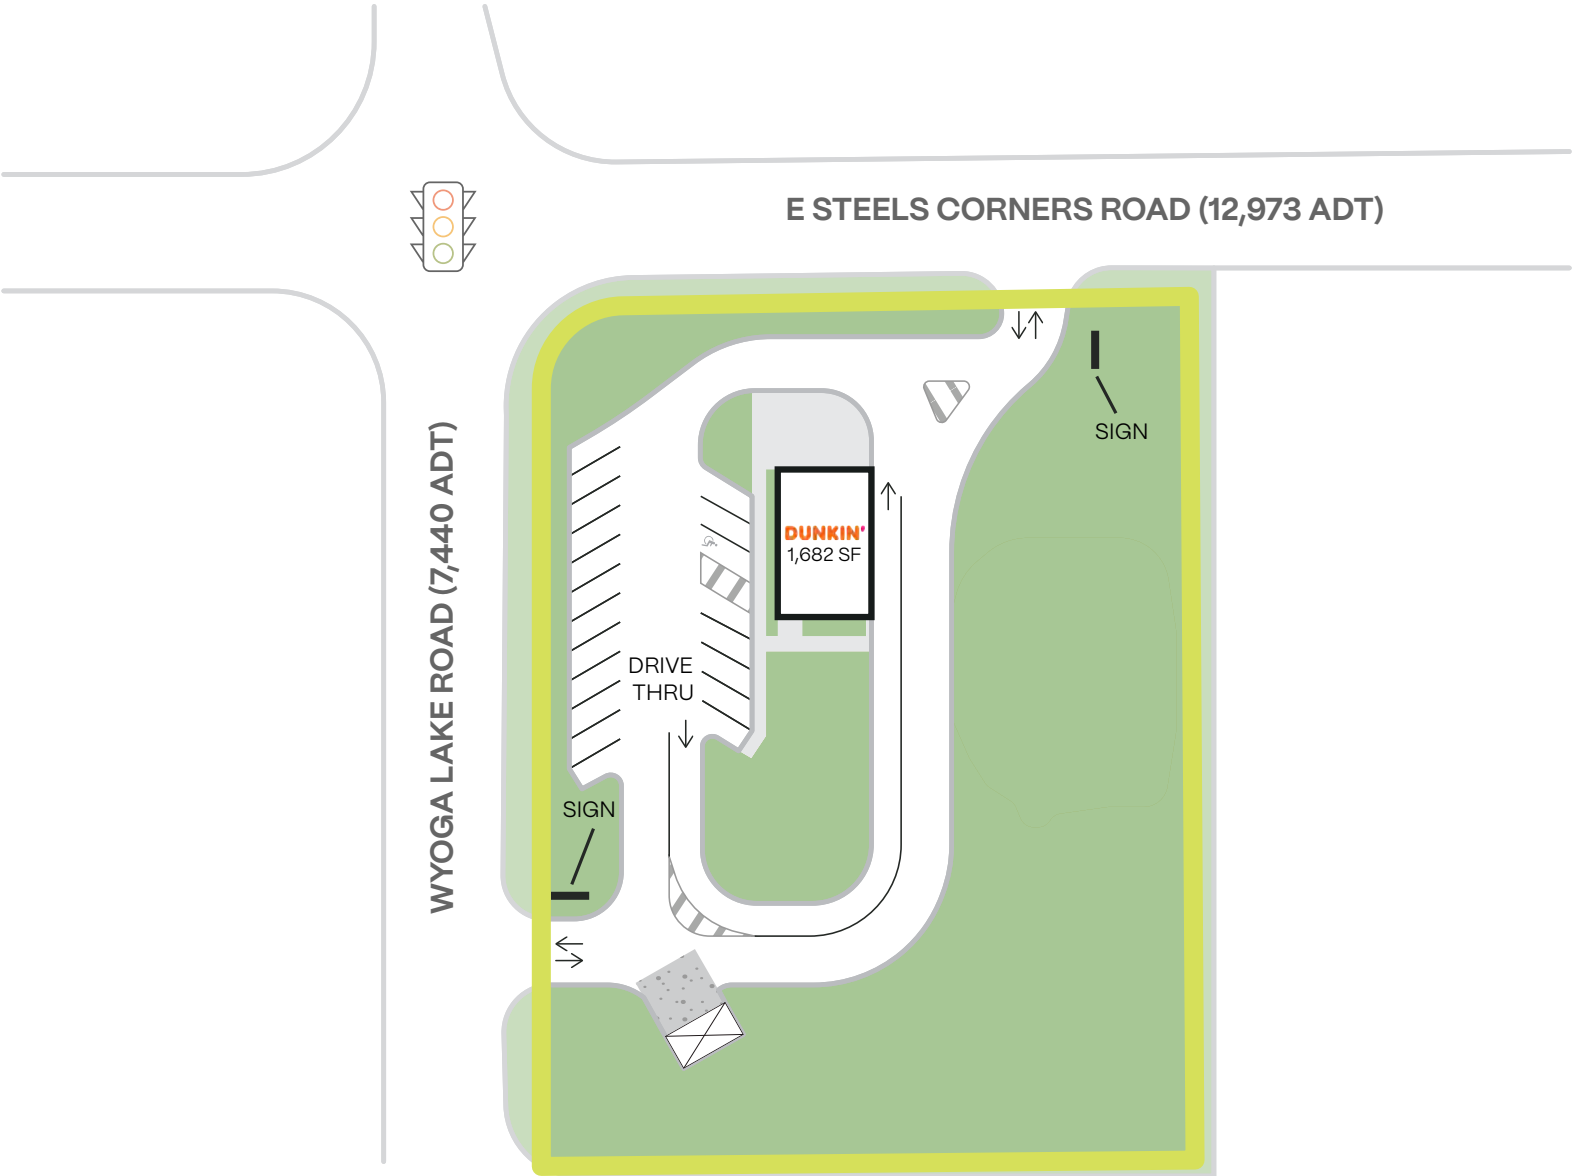 E STEELS CORNERS ROAD (12,973 ADT)
SIGN
WYOGA LAKE ROAD (7,440 ADT)
DUNKIN'
1,682 SF
DRIVE
THRU
SIGN